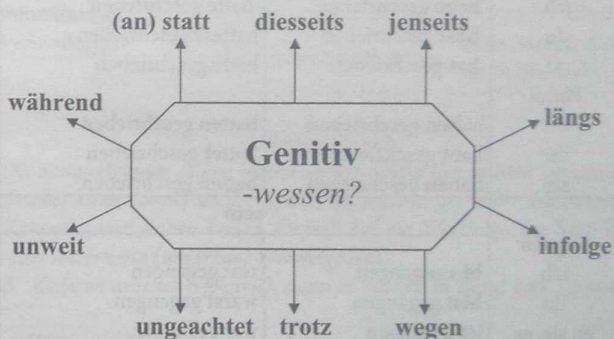 (an) statt diesseits jenseits
während
längs
Genitiv
-wessen?
unweit
infolge
ungeachtet trotz wegen